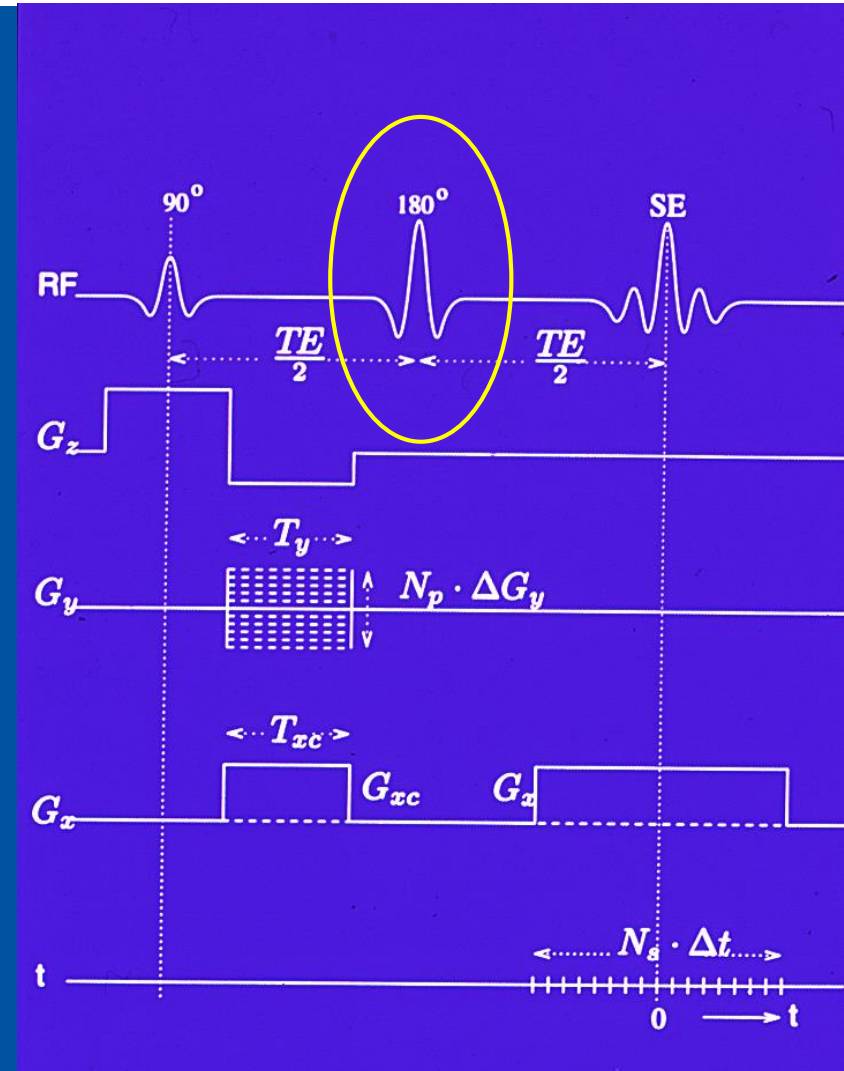 90° 180° SE
RF
TE/2 TE/2
G_z
T_y
G_y N_p · ΔG_y
T_xc
G_xc G_x
G_x
N_s · Δt
t
0 t